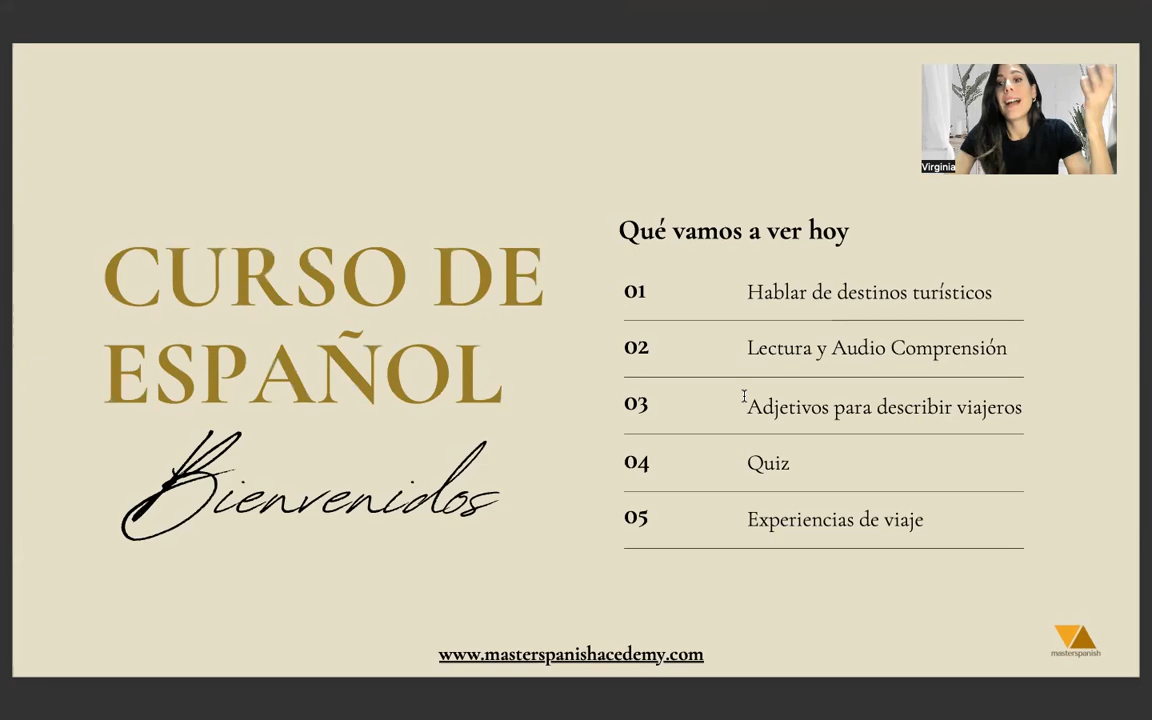 Virginia
CURSO DE
ESPAÑOL
Bienvenidos
Qué vamos a ver hoy
01 Hablar de destinos turísticos
02 Lectura y Audio Comprensión
03 Adjetivos para describir viajeros
04 Quiz
05 Experiencias de viaje
www.masterspanishacedemy.com
masterspanish